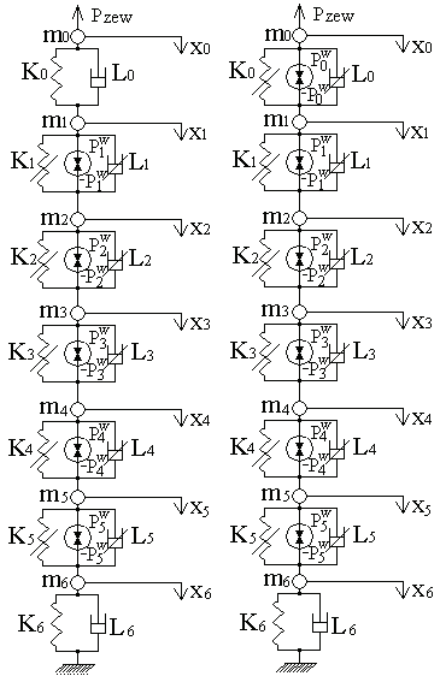 Pzew Pzew
m0 X0 m0 X0
K0 L0 K0 P0^w -P0^w L0
m1 X1 m1 X1
K1 P1^w -P1^w L1 K1 P1^w -P1^w L1
m2 X2 m2 X2
K2 P2^w -P2^w L2 K2 P2^w -P2^w L2
m3 X3 m3 X3
K3 P3^w -P3^w L3 K3 P3^w -P3^w L3
m4 X4 m4 X4
K4 P4^w -P4^w L4 K4 P4^w -P4^w L4
m5 X5 m5 X5
K5 P5^w -P5^w L5 K5 P5^w -P5^w L5
m6 X6 m6 X6
K6 L6 K6 L6